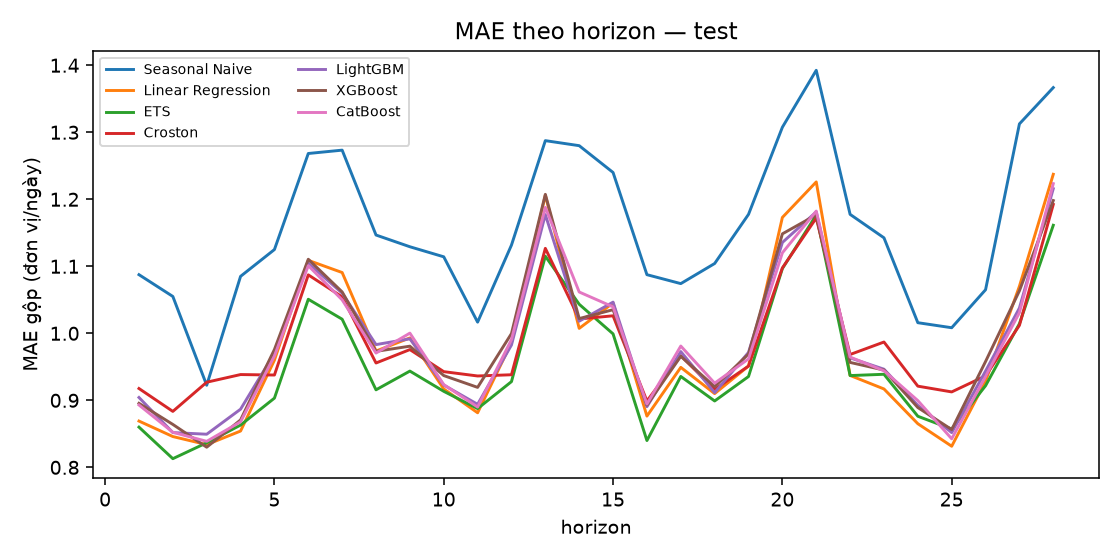 MAE theo horizon — test
MAE gộp (đơn vị/ngày)
1.4
1.3
1.2
1.1
1.0
0.9
0.8
Seasonal Naive
Linear Regression
ETS
Croston
LightGBM
XGBoost
CatBoost
0 5 10 15 20 25
horizon